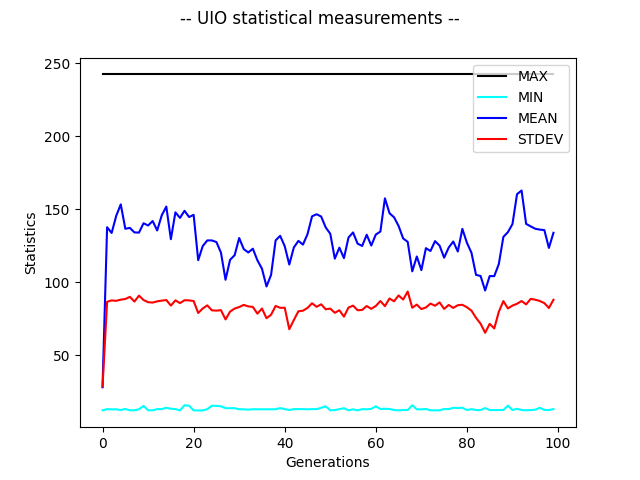 -- UIO statistical measurements --
250
200
150
100
50
Statistics
MAX
MIN
MEAN
STDEV
0 20 40 60 80 100
Generations